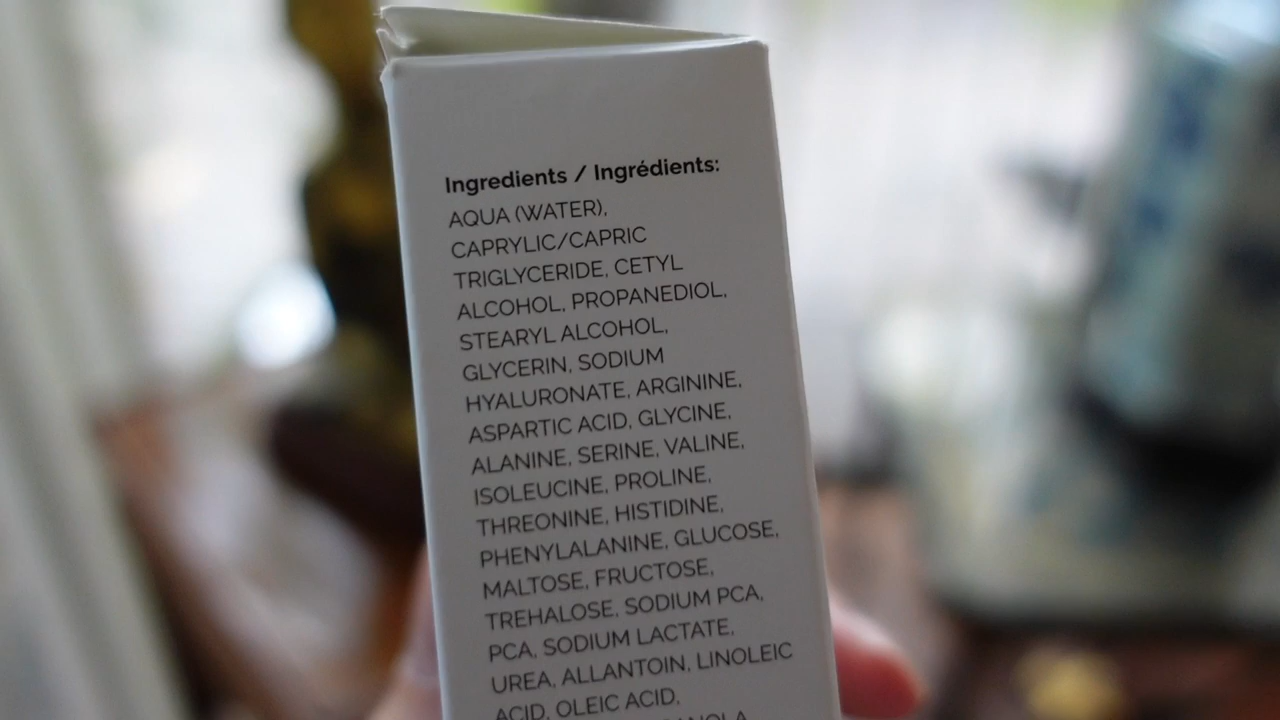 Ingredients / Ingrédients:
AQUA (WATER),
CAPRYLIC/CAPRIC
TRIGLYCERIDE, CETYL
ALCOHOL, PROPANEDIOL,
STEARYL ALCOHOL,
GLYCERIN, SODIUM
HYALURONATE, ARGININE,
ASPARTIC ACID, GLYCINE,
ALANINE, SERINE, VALINE,
ISOLEUCINE, PROLINE,
THREONINE, HISTIDINE,
PHENYLALANINE, GLUCOSE,
MALTOSE, FRUCTOSE,
TREHALOSE, SODIUM PCA,
PCA, SODIUM LACTATE,
UREA, ALLANTOIN, LINOLEIC
ACID, OLEIC ACID,